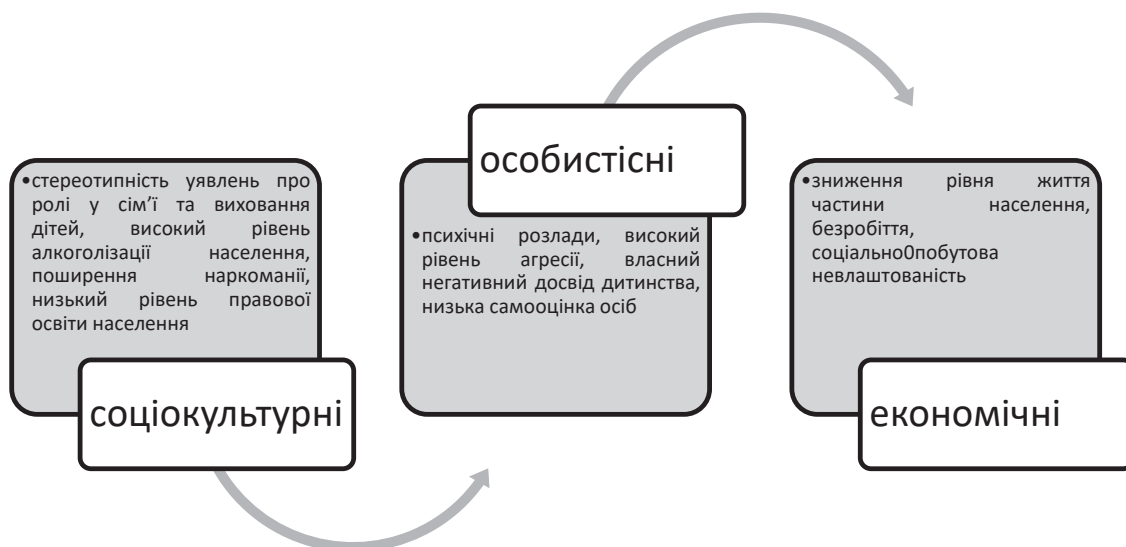 •стереотипність уявлень про
ролі у сім’ї та виховання
дітей, високий рівень
алкоголізації населення,
поширення наркоманії,
низький рівень правової
освіти населення
соціокультурні
особистісні
•психічні розлади, високий
рівень агресії, власний
негативний досвід дитинства,
низька самооцінка осіб
•зниження рівня життя
частини населення,
безробіття,
соціально0побутова
невлаштованість
економічні